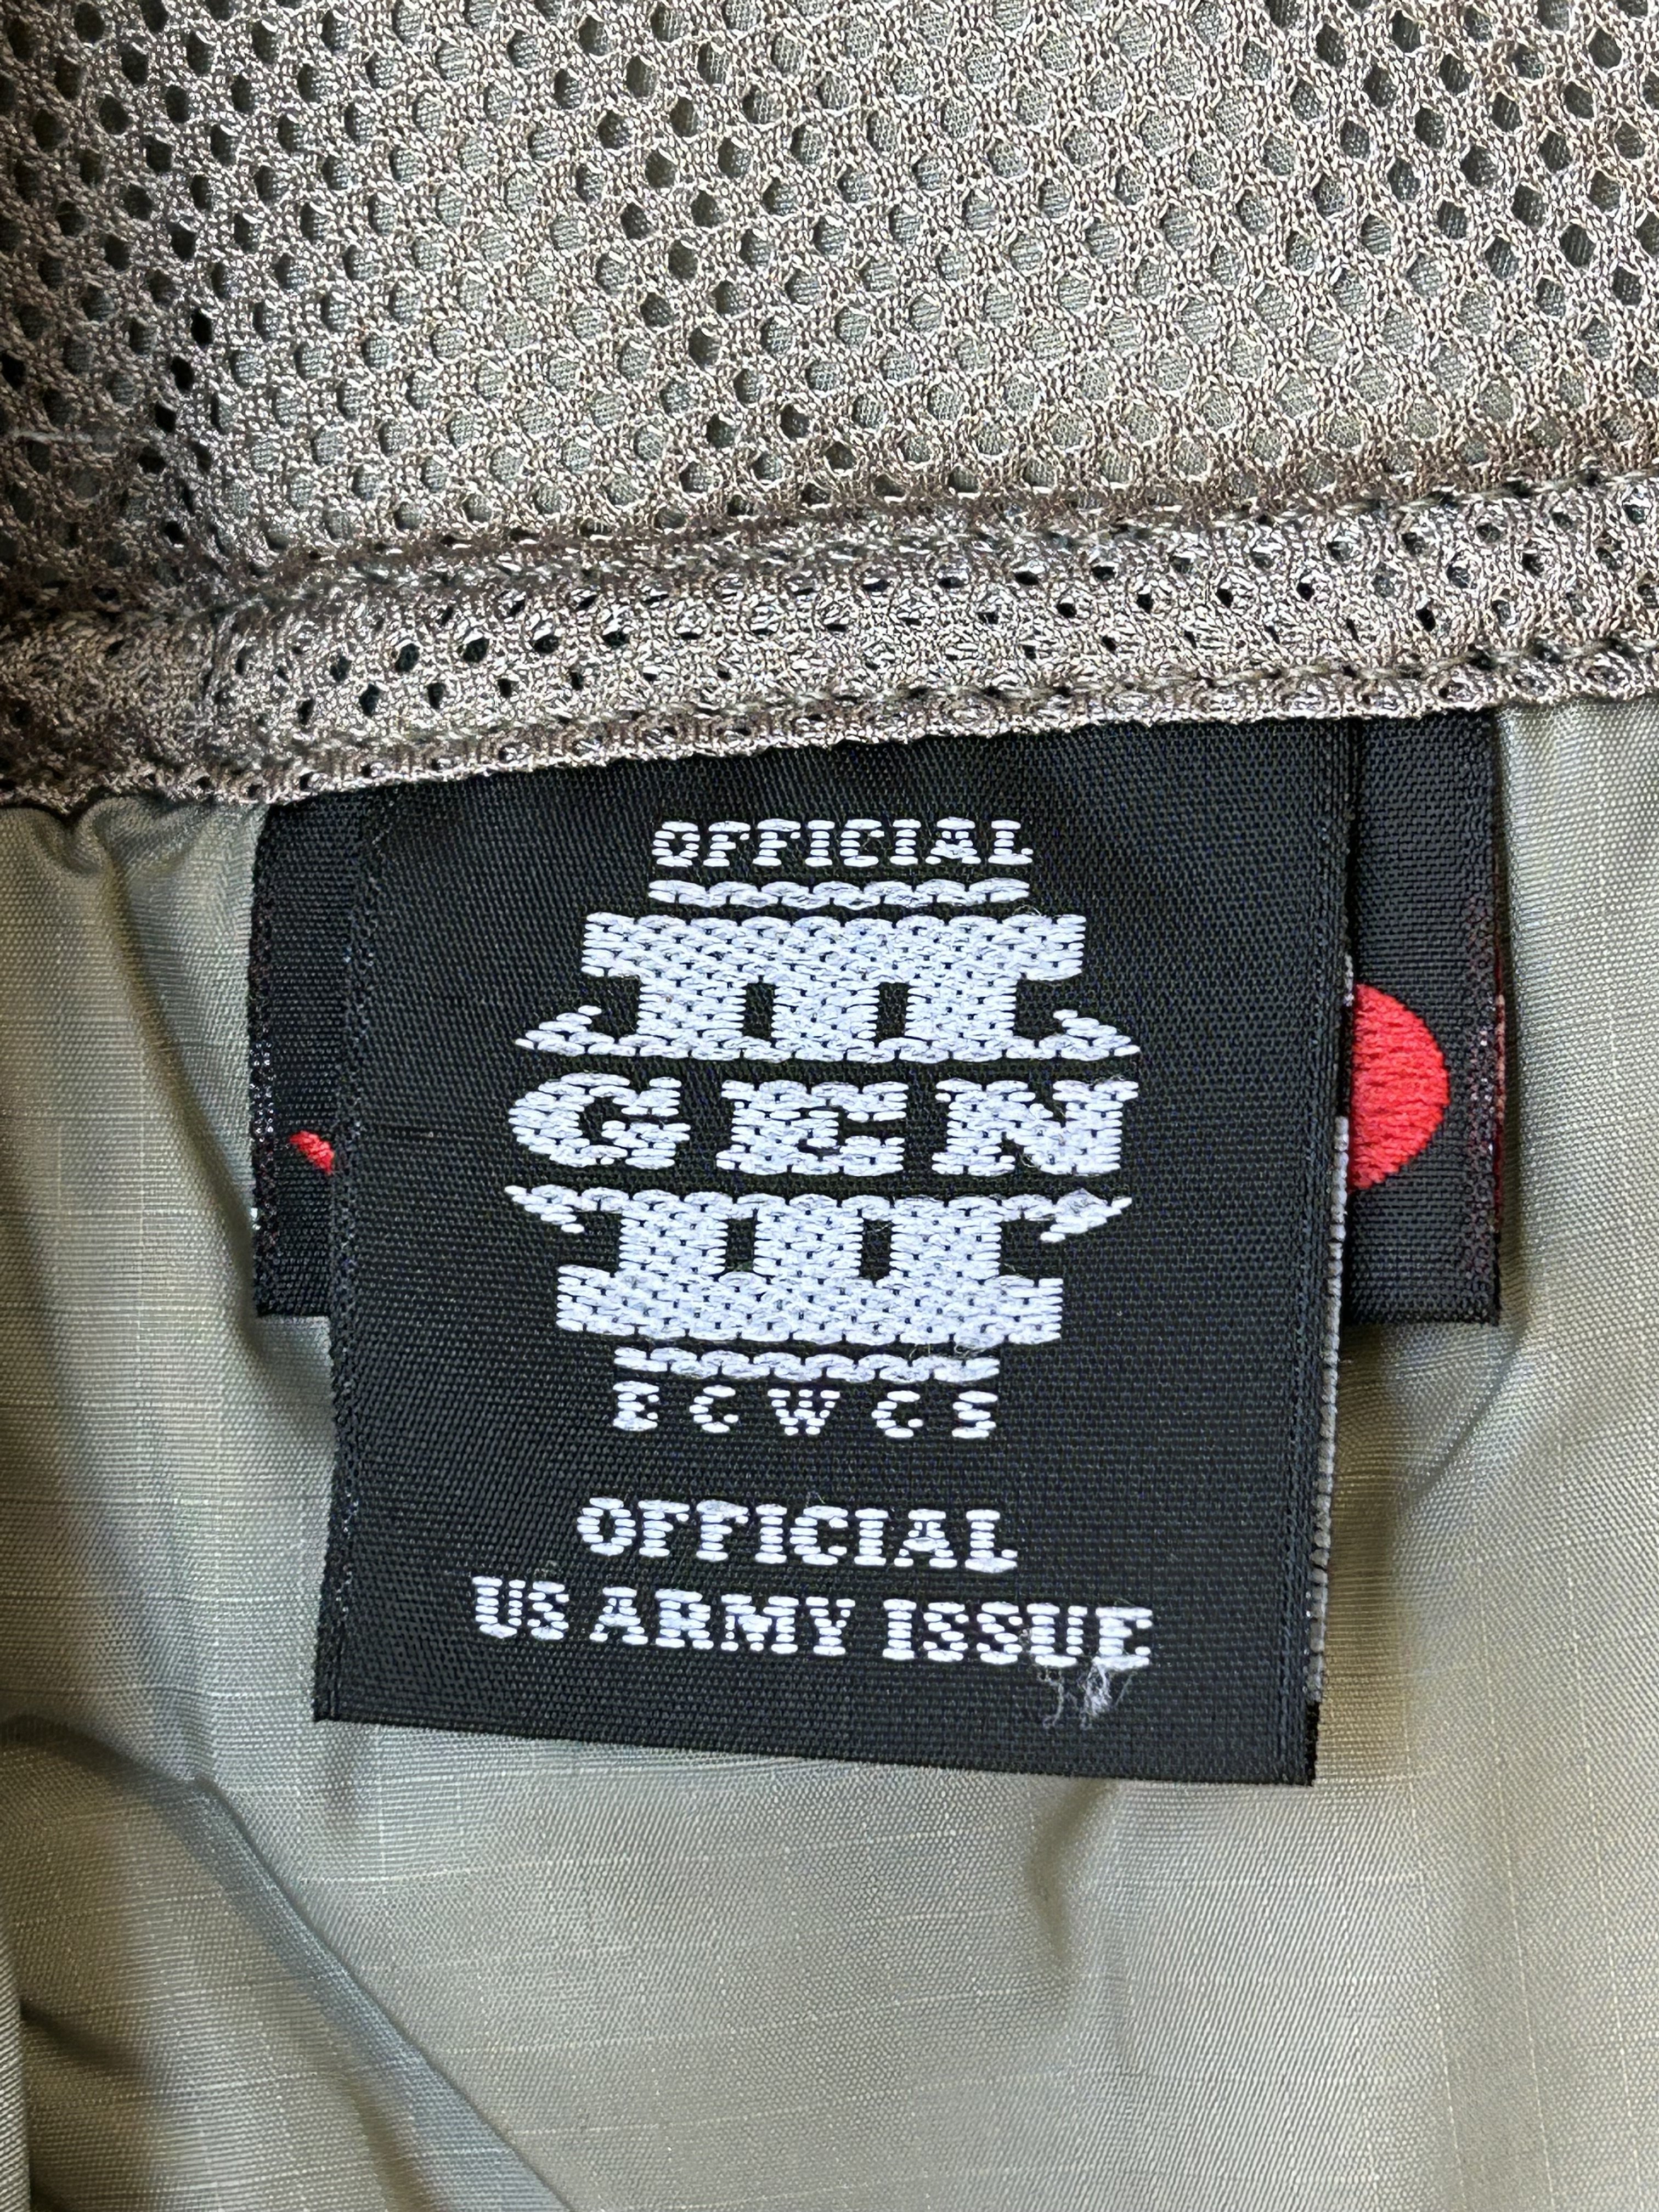 OFFICIAL
III
GEN
III
ECWCS
OFFICIAL
US ARMY ISSUE